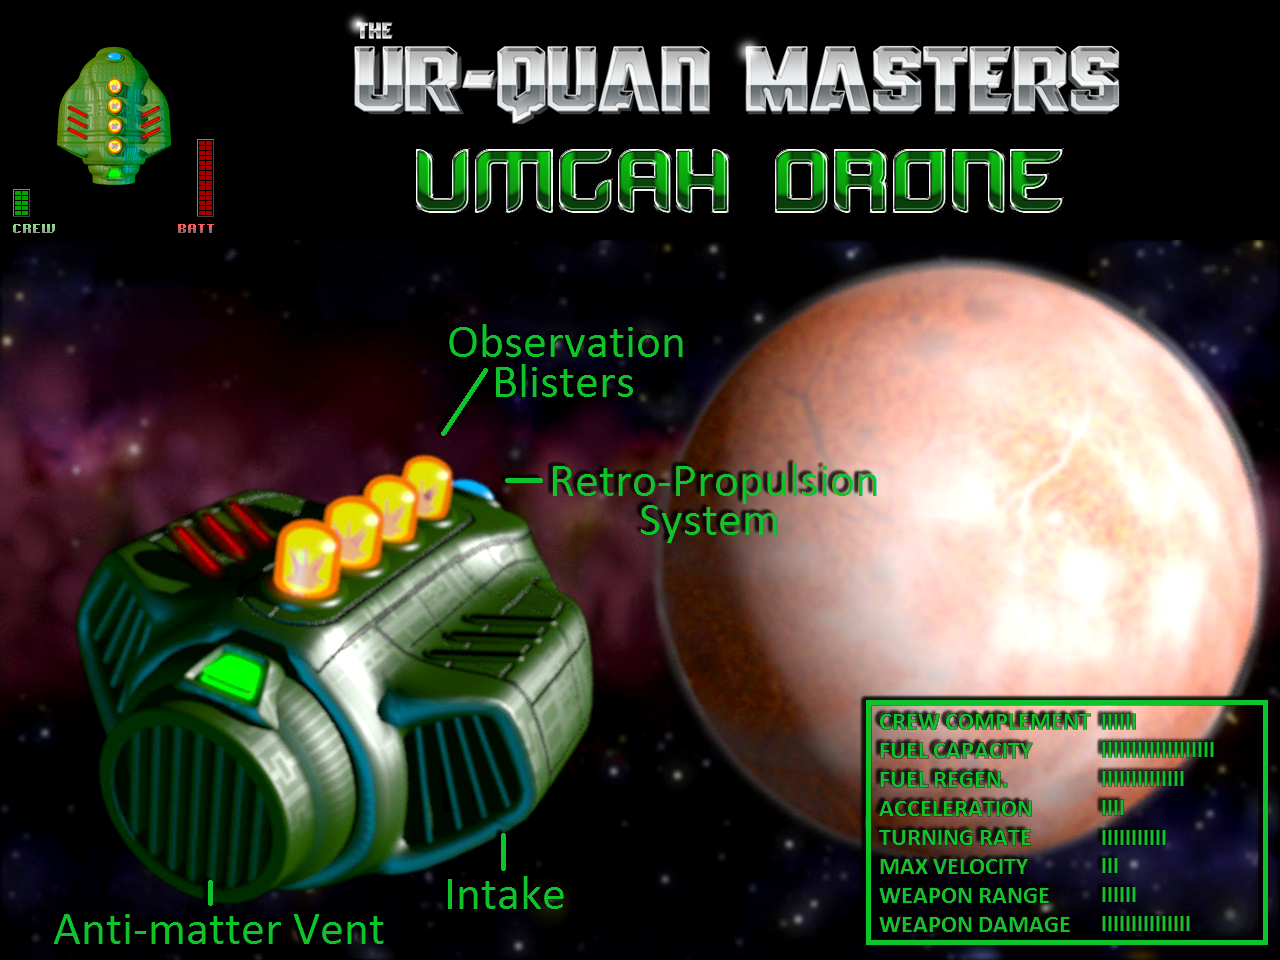 THE
UR-QUAN MASTERS
UMGAH DRONE
CREW
BATT
Observation
Blisters
Retro-Propulsion
System
Intake
Anti-matter Vent
CREW COMPLEMENT
FUEL CAPACITY
FUEL REGEN.
ACCELERATION
TURNING RATE
MAX VELOCITY
WEAPON RANGE
WEAPON DAMAGE